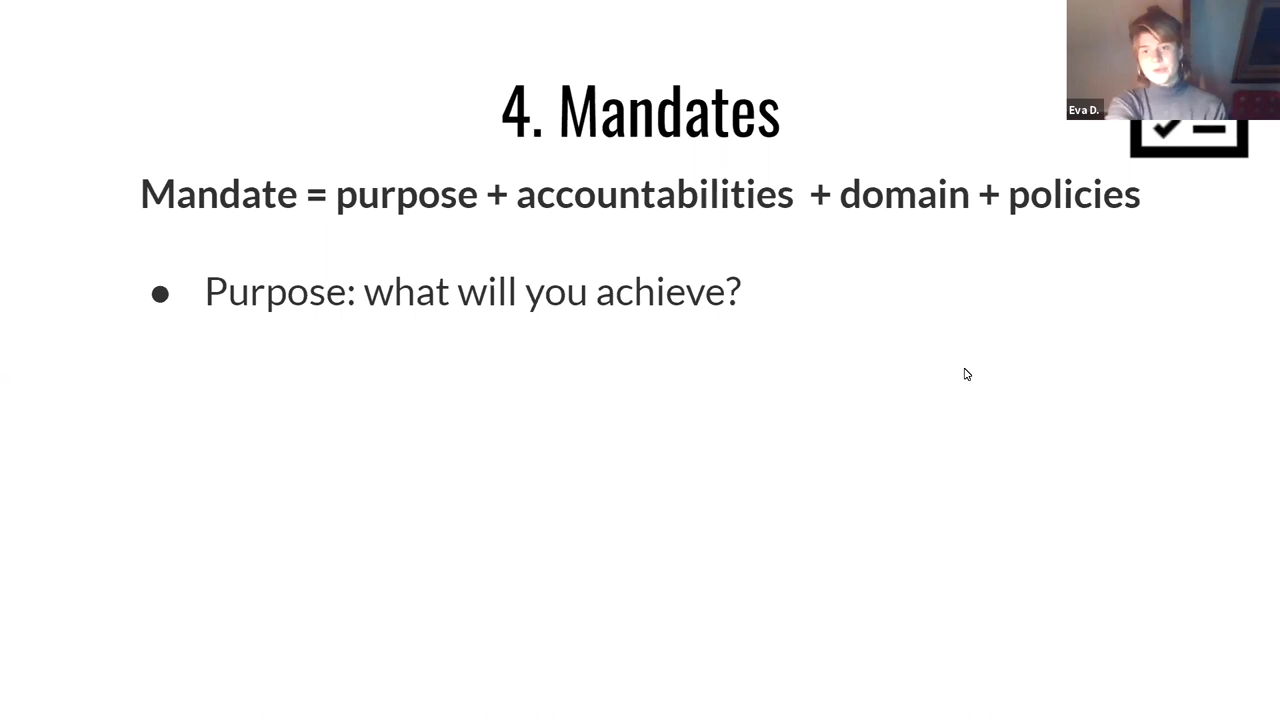 Eva D.
4. Mandates
Mandate = purpose + accountabilities + domain + policies
● Purpose: what will you achieve?